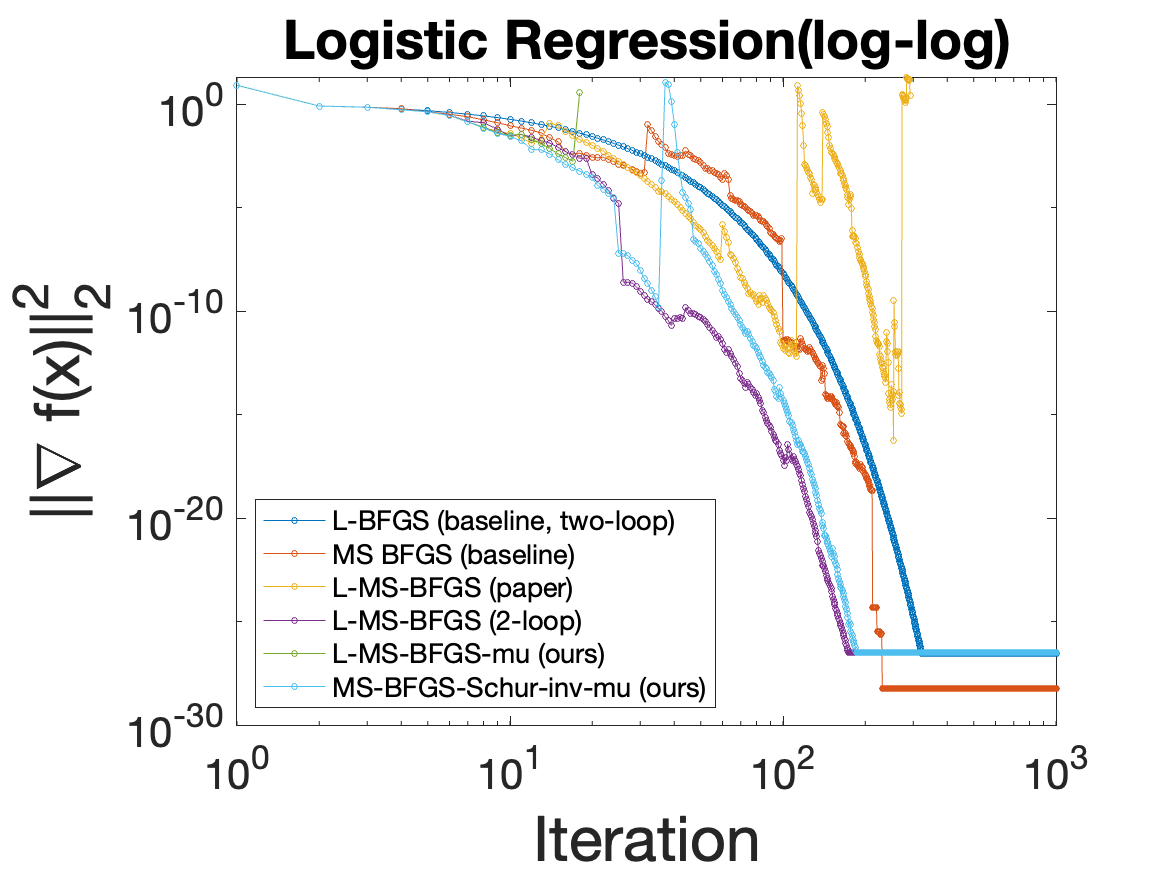 Logistic Regression(log-log)
10^0
10^-10
10^-20
10^-30
||∇ f(x)||_2^2
L-BFGS (baseline, two-loop)
MS BFGS (baseline)
L-MS-BFGS (paper)
L-MS-BFGS (2-loop)
L-MS-BFGS-mu (ours)
MS-BFGS-Schur-inv-mu (ours)
10^0 10^1 10^2 10^3
Iteration